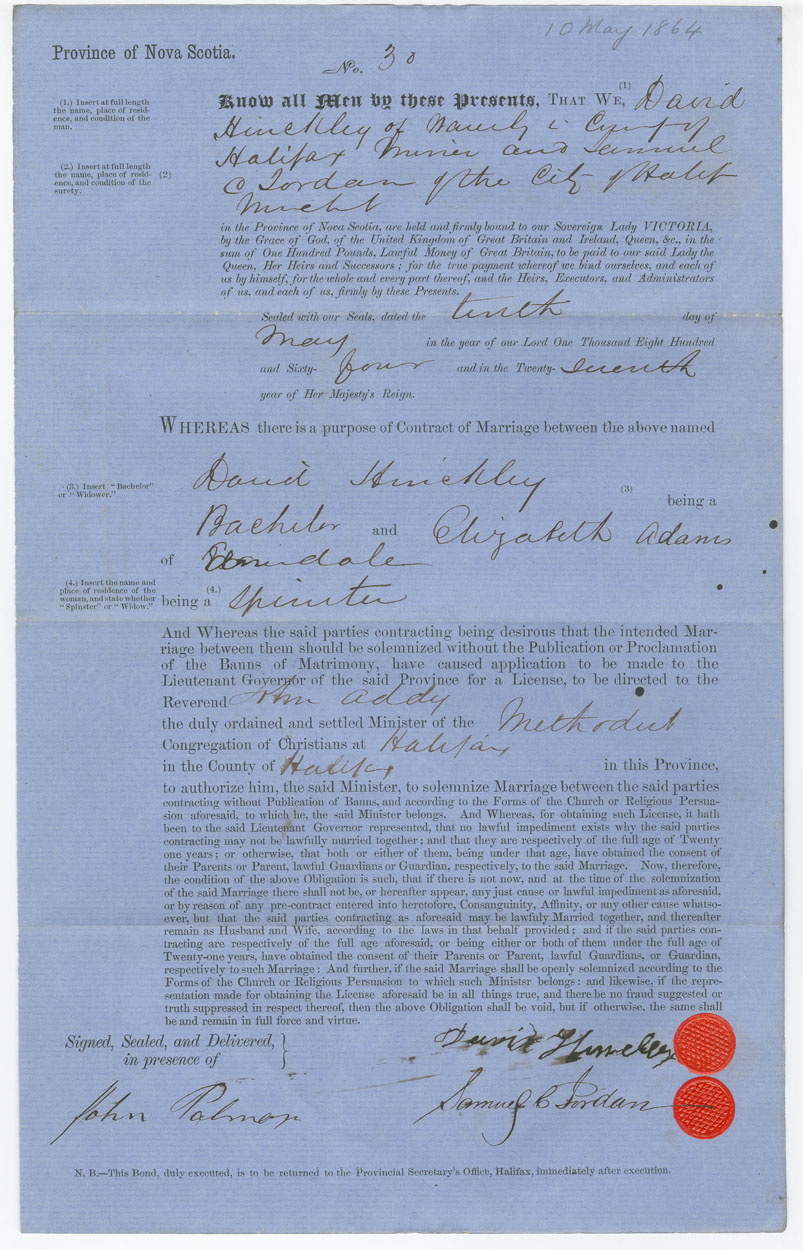 10 May 1864
Province of Nova Scotia.
No. 30
(1.) Insert at full length
the name, place of resid-
ence, and condition of the
man.
(2.) Insert at full length
the name, place of resid-
ence, and condition of the
surety.
Know all Men by these Presents, THAT WE, (1) David
Hinckley of County of
Halifax Miner and Samuel
(2) C Jordan of the City of Halifx
Mercht
in the Province of Nova Scotia, are held and firmly bound to our Sovereign Lady VICTORIA,
by the Grace of God, of the United Kingdom of Great Britain and Ireland, Queen, &c., in the
sum of One Hundred Pounds, Lawful Money of Great Britain, to be paid to our said Lady the
Queen, Her Heirs and Successors; for the true payment whereof we bind ourselves, and each of
us by himself, for the whole and every part thereof, and the Heirs, Executors, and Administrators
of us, and each of us, firmly by these Presents.
Sealed with our Seals, dated the tenth day of
May in the year of our Lord One Thousand Eight Hundred
and Sixty- four and in the Twenty- seventh
year of Her Majesty's Reign.
WHEREAS there is a purpose of Contract of Marriage between the above named
(3.) Insert "Bachelor"
or "Widower."
David Hinckley (3) being a
Bachelor and Elizabeth Adams
of
(4.) Insert the name and
place of residence of the
woman, and state whether
"Spinster" or "Widow."
being a (4.) Spinster
And Whereas the said parties contracting being desirous that the intended Mar-
riage between them should be solemnized without the Publication or Proclamation
of the Banns of Matrimony, have caused application to be made to the
Lieutenant Governor of the said Province for a License, to be directed to the
Reverend John Addy
the duly ordained and settled Minister of the Methodist
Congregation of Christians at Halifax
in the County of Halifax in this Province,
to authorize him, the said Minister, to solemnize Marriage between the said parties
contracting without Publication of Banns, and according to the Forms of the Church or Religious Persua-
sion aforesaid, to which he, the said Minister belongs. And Whereas, for obtaining such License, it hath
been to the said Lieutenant Governor represented, that no lawful impediment exists why the said parties
contracting may not be lawfully married together; and that they are respectively of the full age of Twenty
one years; or otherwise, that both or either of them, being under that age, have obtained the consent of
their Parents or Parent, lawful Guardians or Guardian, respectively, to the said Marriage. Now, therefore,
the condition of the above Obligation is such, that if there is not now, and at the time of the solemnization
of the said Marriage there shall not be, or hereafter appear, any just cause or lawful impediment as aforesaid,
or by reason of any pre-contract entered into heretofore, Consanguinity, Affinity, or any other cause whatso-
ever, but that the said parties contracting as aforesaid may be lawfuly Married together, and thereafter
remain as Husband and Wife, according to the laws in that behalf provided; and if the said parties con-
tracting are respectively of the full age aforesaid, or being either or both of them under the full age of
Twenty-one years, have obtained the consent of their Parents or Parent, lawful Guardians, or Guardian,
respectively to such Marriage: And further, if the said Marriage shall be openly solemnized according to the
Forms of the Church or Religious Persuasion to which such Minister belongs: and likewise, if the repre-
sentation made for obtaining the License aforesaid be in all things true, and there be no fraud suggested or
truth suppressed in respect thereof, then the above Obligation shall be void, but if otherwise, the same shall
be and remain in full force and virtue.
Signed, Sealed, and Delivered,
in presence of
David Hinckley
John Palmer
Samuel C Jordan
N. B.—This Bond, duly executed, is to be returned to the Provincial Secretary's Office, Halifax, immediately after execution.